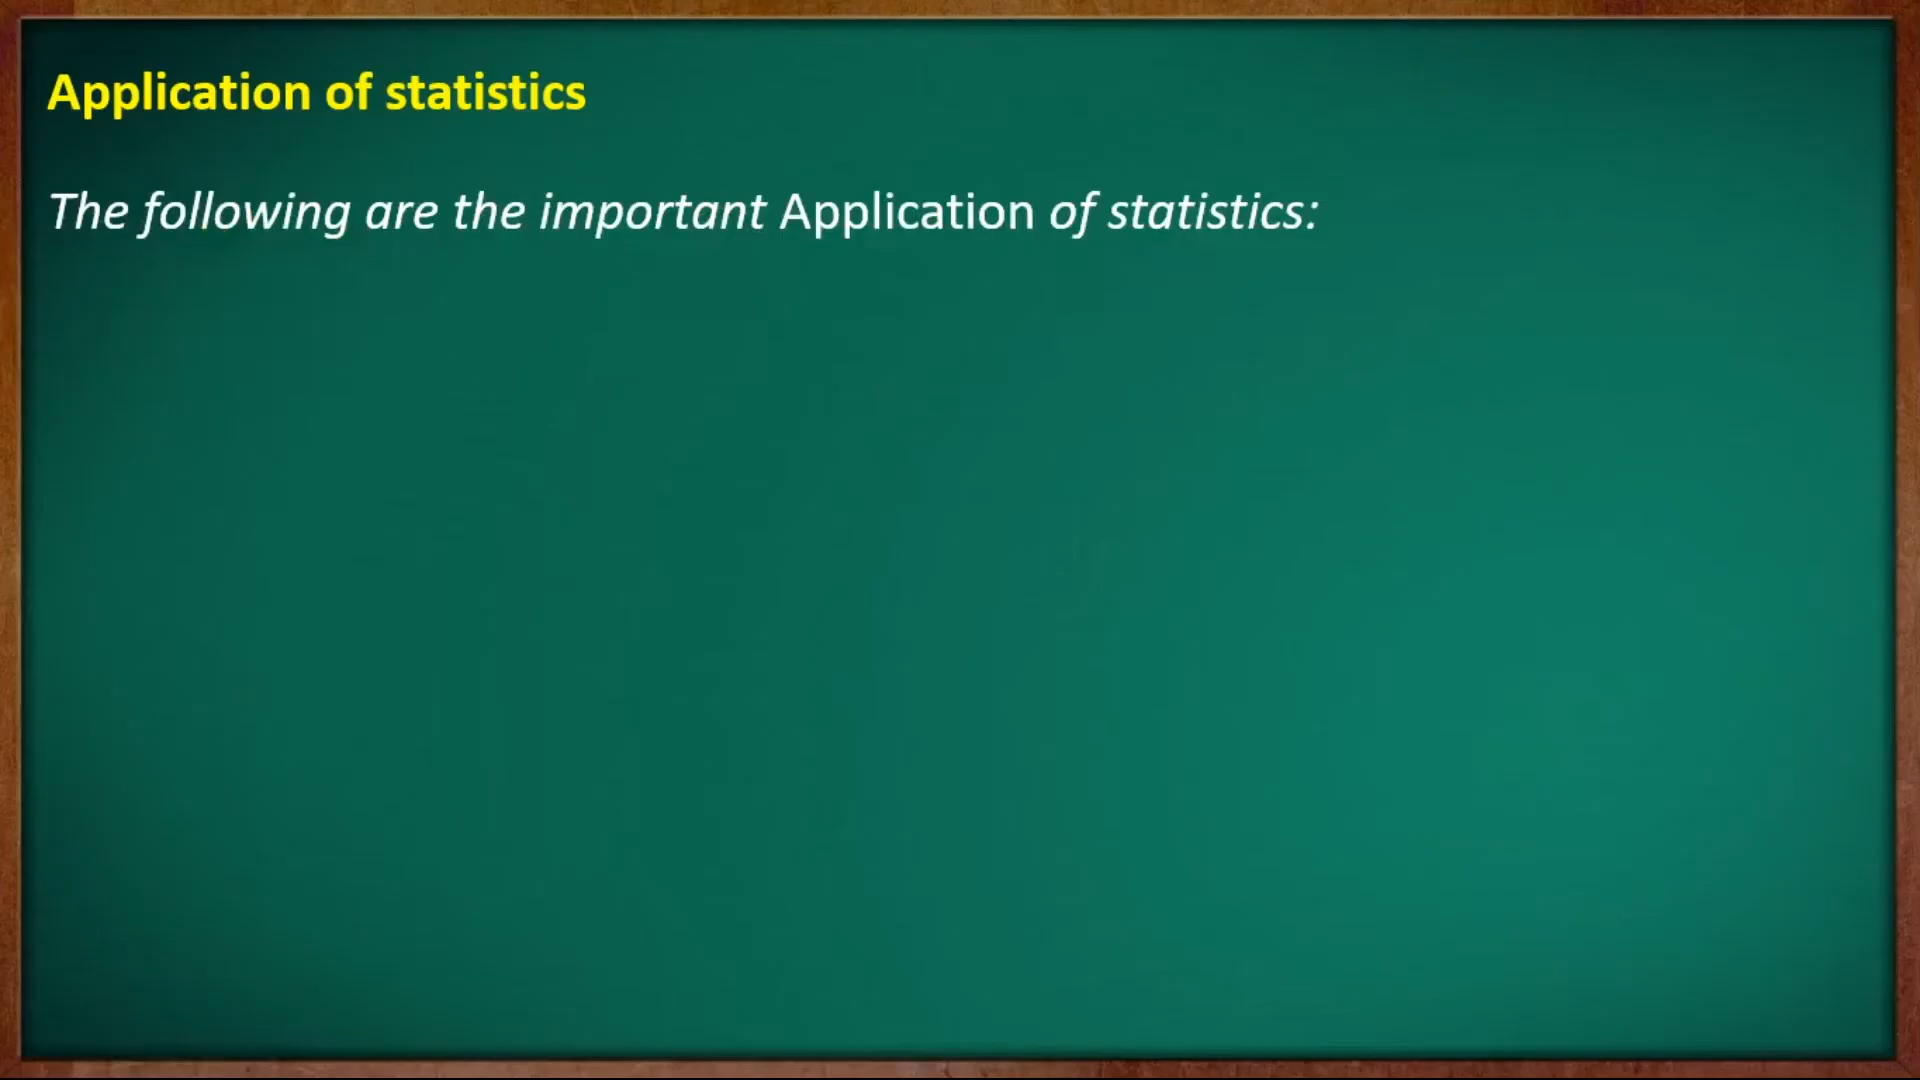 Application of statistics
The following are the important Application of statistics: